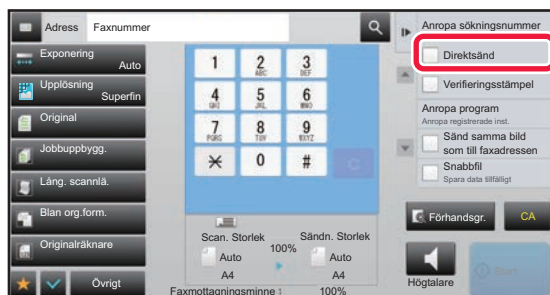 Adress Faxnummer
Anropa sökningsnummer
Exponering
Auto
Upplösning
Superfin
Original
Jobbuppbygg.
Lång. scannlä.
Blan org.form.
Originalräknare
Övrigt
1
2
ABC
3
DEF
4
GHI
5
JKL
6
MNO
7
PQRS
8
TUV
9
WXYZ
0
#
C
Scan. Storlek
Auto
A4
100%
Sändn. Storlek
Auto
A4
Faxmottagningsminne : 100%
Direktsänd
Verifieringsstämpel
Anropa program
Anropa registrerade inst.
Sänd samma bild
som till faxadressen
Snabbfil
Spara data tillfälligt
Förhandsgr.
CA
Högtalare
Start